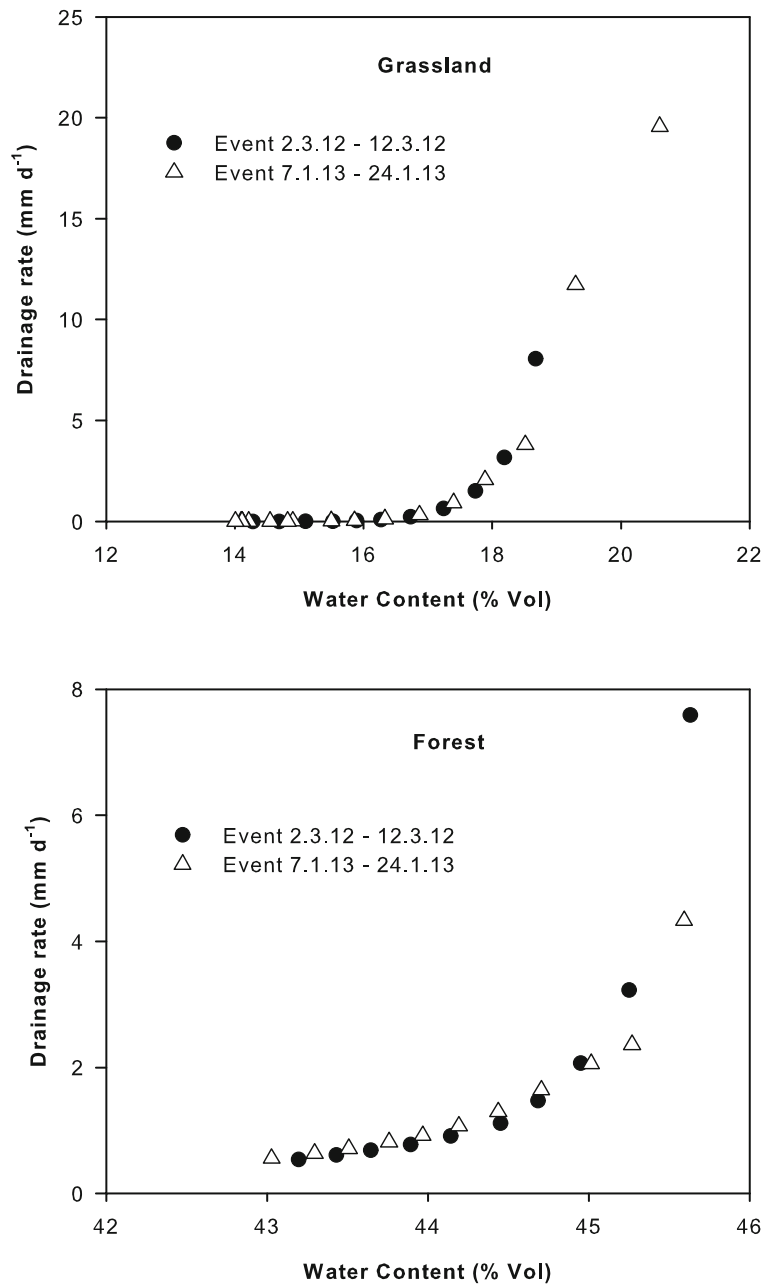 25
Grassland
20
Event 2.3.12 - 12.3.12
Event 7.1.13 - 24.1.13
15
10
5
0
Drainage rate (mm d⁻¹)
12 14 16 18 20 22
Water Content (% Vol)
8
Forest
6
Event 2.3.12 - 12.3.12
Event 7.1.13 - 24.1.13
4
2
0
Drainage rate (mm d⁻¹)
42 43 44 45 46
Water Content (% Vol)